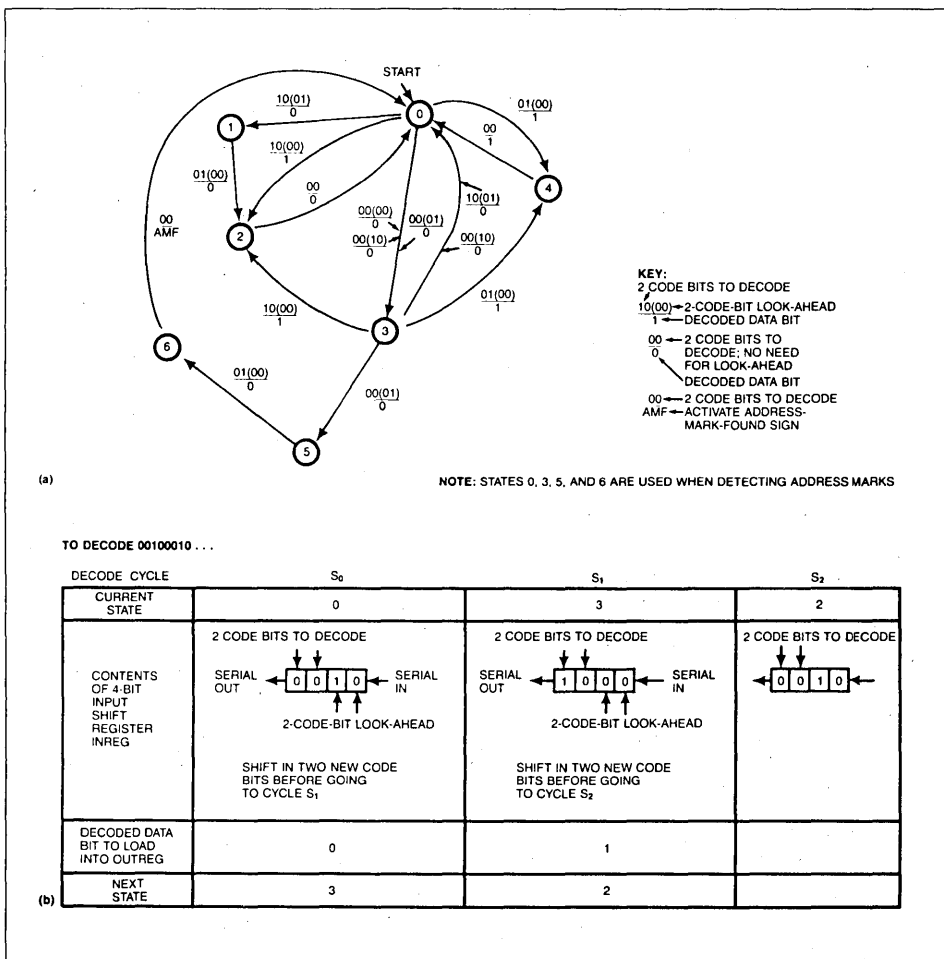 START
0
10(01)
0
1
01(00)
1
00
1
10(00)
1
4
01(00)
0
00
0
10(01)
0
00(00)
0
00(01)
0
00(10)
0
00(10)
0
2
00
AMF
10(00)
1
01(00)
1
3
6
01(00)
0
00(01)
0
5
KEY:
2 CODE BITS TO DECODE
10(00) 2-CODE-BIT LOOK-AHEAD
1 DECODED DATA BIT
00 2 CODE BITS TO
0 DECODE; NO NEED
FOR LOOK-AHEAD
DECODED DATA BIT
00 2 CODE BITS TO DECODE
AMF ACTIVATE ADDRESS-
MARK-FOUND SIGN
(a)
NOTE: STATES 0, 3, 5, AND 6 ARE USED WHEN DETECTING ADDRESS MARKS
TO DECODE 00100010 . . .
DECODE CYCLE S₀ S₁ S₂
CURRENT
STATE
0 3 2
CONTENTS
OF 4-BIT
INPUT
SHIFT
REGISTER
INREG
2 CODE BITS TO DECODE
SERIAL
OUT
0 0 1 0
SERIAL
IN
2-CODE-BIT LOOK-AHEAD
SHIFT IN TWO NEW CODE
BITS BEFORE GOING
TO CYCLE S₁
2 CODE BITS TO DECODE
SERIAL
OUT
1 0 0 0
SERIAL
IN
2-CODE-BIT LOOK-AHEAD
SHIFT IN TWO NEW CODE
BITS BEFORE GOING
TO CYCLE S₂
2 CODE BITS TO DECODE
0 0 1 0
DECODED DATA
BIT TO LOAD
INTO OUTREG
0 1
NEXT
STATE
3 2
(b)